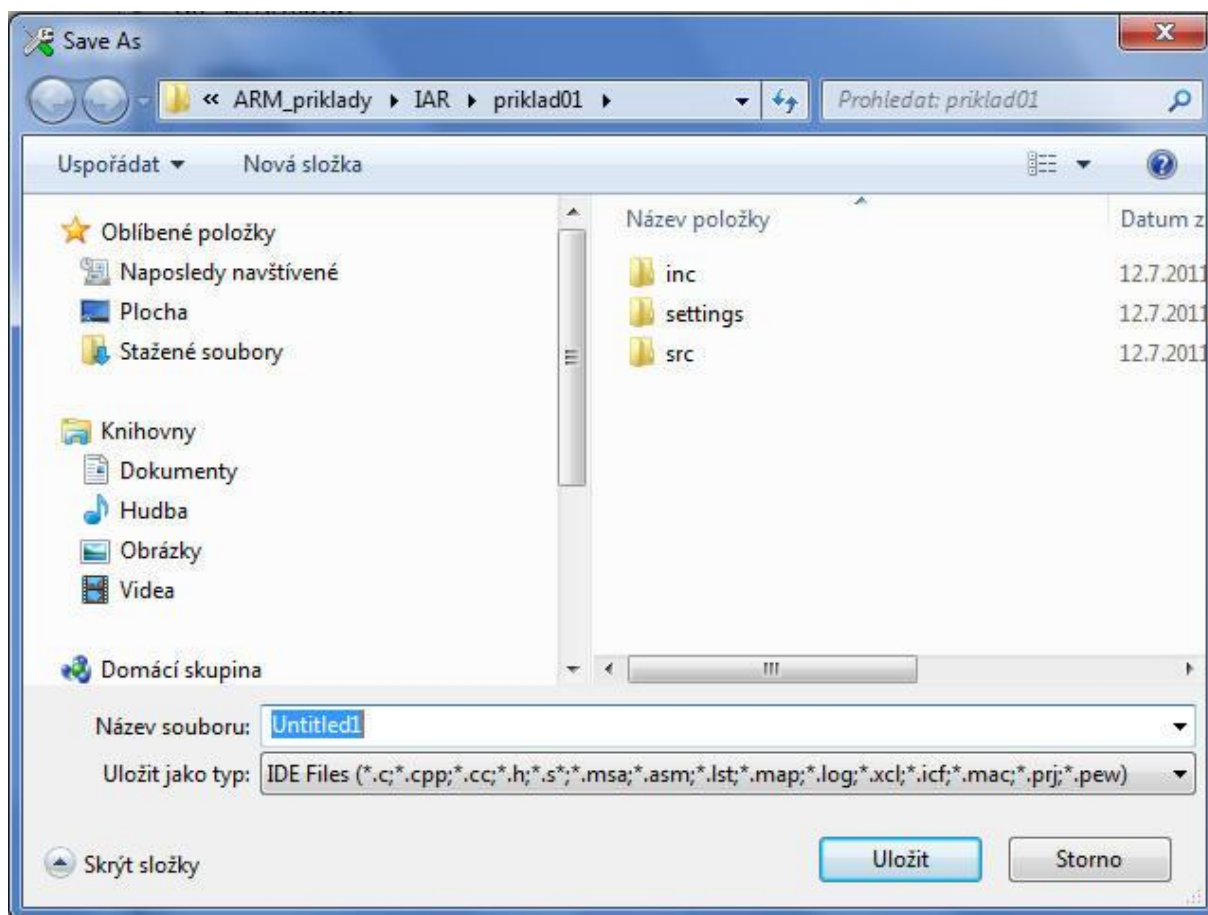 Save As
« ARM_priklady ▸ IAR ▸ priklad01 ▸
Prohledat: priklad01
Uspořádat ▾ Nová složka
Oblíbené položky
Naposledy navštívené
Plocha
Stažené soubory
Knihovny
Dokumenty
Hudba
Obrázky
Videa
Domácí skupina
Název položky Datum z
inc 12.7.2011
settings 12.7.2011
src 12.7.2011
Název souboru: Untitled1
Uložit jako typ: IDE Files (*.c;*.cpp;*.cc;*.h;*.s*;*.msa;*.asm;*.lst;*.map;*.log;*.xcl;*.icf;*.mac;*.prj;*.pew)
Skrýt složky Uložit Storno